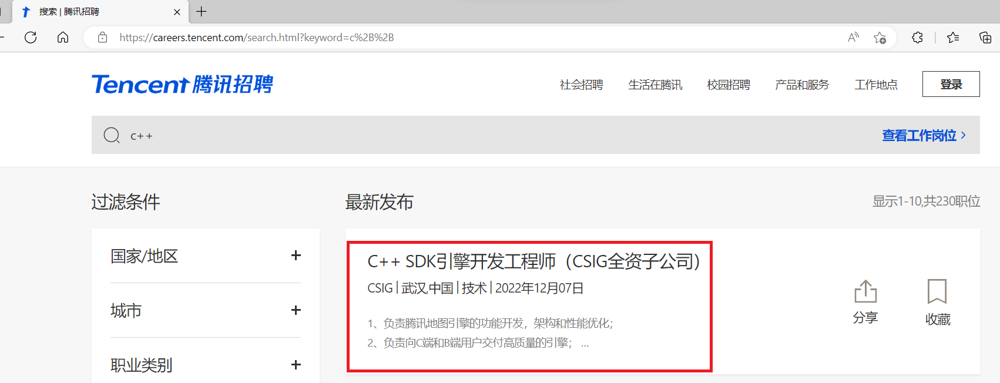 搜索 | 腾讯招聘
https://careers.tencent.com/search.html?keyword=c%2B%2B
Tencent腾讯招聘
社会招聘 生活在腾讯 校园招聘 产品和服务 工作地点 登录
c++ 查看工作岗位
过滤条件 最新发布 显示1-10,共230职位
国家/地区 +
城市 +
职业类别 +
C++ SDK引擎开发工程师（CSIG全资子公司）
CSIG | 武汉,中国 | 技术 | 2022年12月07日
1、负责腾讯地图引擎的功能开发，架构和性能优化；
2、负责向C端和B端用户交付高质量的引擎； ...
分享 收藏